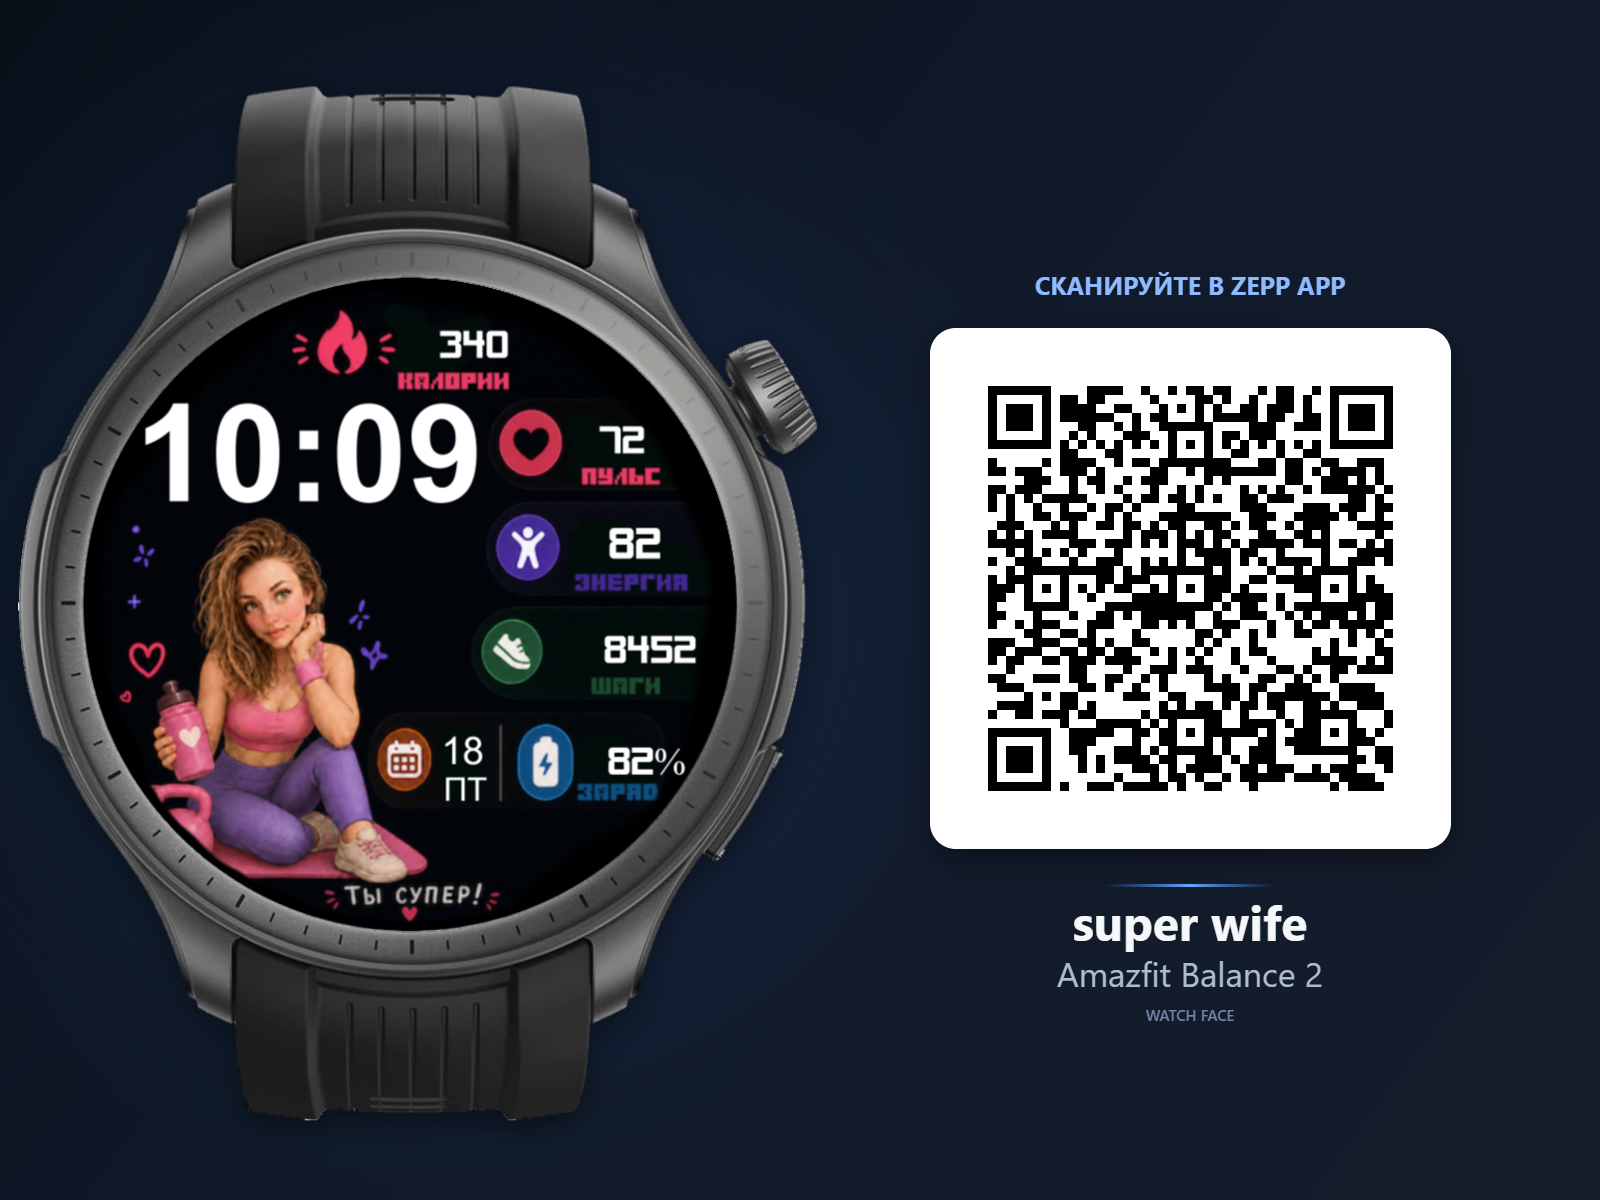 340
КАЛОРИИ
10:09
72
ПУЛЬС
82
ЭНЕРГИЯ
8452
ШАГИ
18
ПТ
82%
ЗАРЯД
Ты супер!
СКАНИРУЙТЕ В ZEPP APP
super wife
Amazfit Balance 2
WATCH FACE